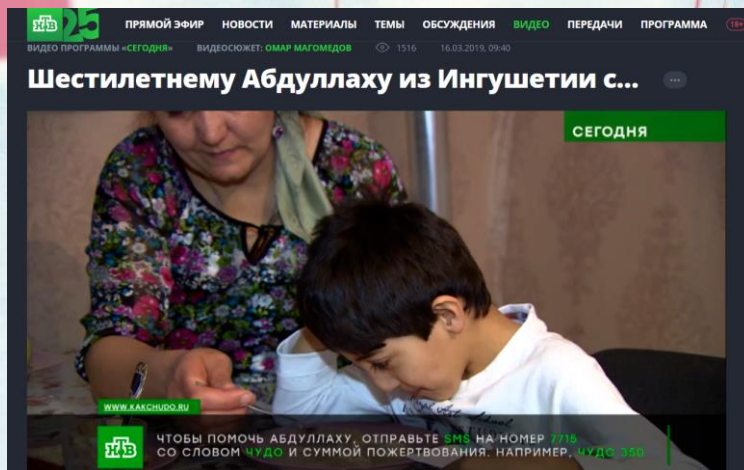 НТВ 25 ПРЯМОЙ ЭФИР НОВОСТИ МАТЕРИАЛЫ ТЕМЫ ОБСУЖДЕНИЯ ВИДЕО ПЕРЕДАЧИ ПРОГРАММА 18+
ВИДЕО ПРОГРАММЫ «СЕГОДНЯ» ВИДЕОСЮЖЕТ: ОМАР МАГОМЕДОВ 1516 16.03.2019, 09:40
Шестилетнему Абдуллаху из Ингушетии с... ...
СЕГОДНЯ
WWW.KAKCHUDO.RU
НТВ ЧТОБЫ ПОМОЧЬ АБДУЛЛАХУ, ОТПРАВЬТЕ SMS НА НОМЕР 7715
СО СЛОВОМ ЧУДО И СУММОЙ ПОЖЕРТВОВАНИЯ. НАПРИМЕР, ЧУДО 350